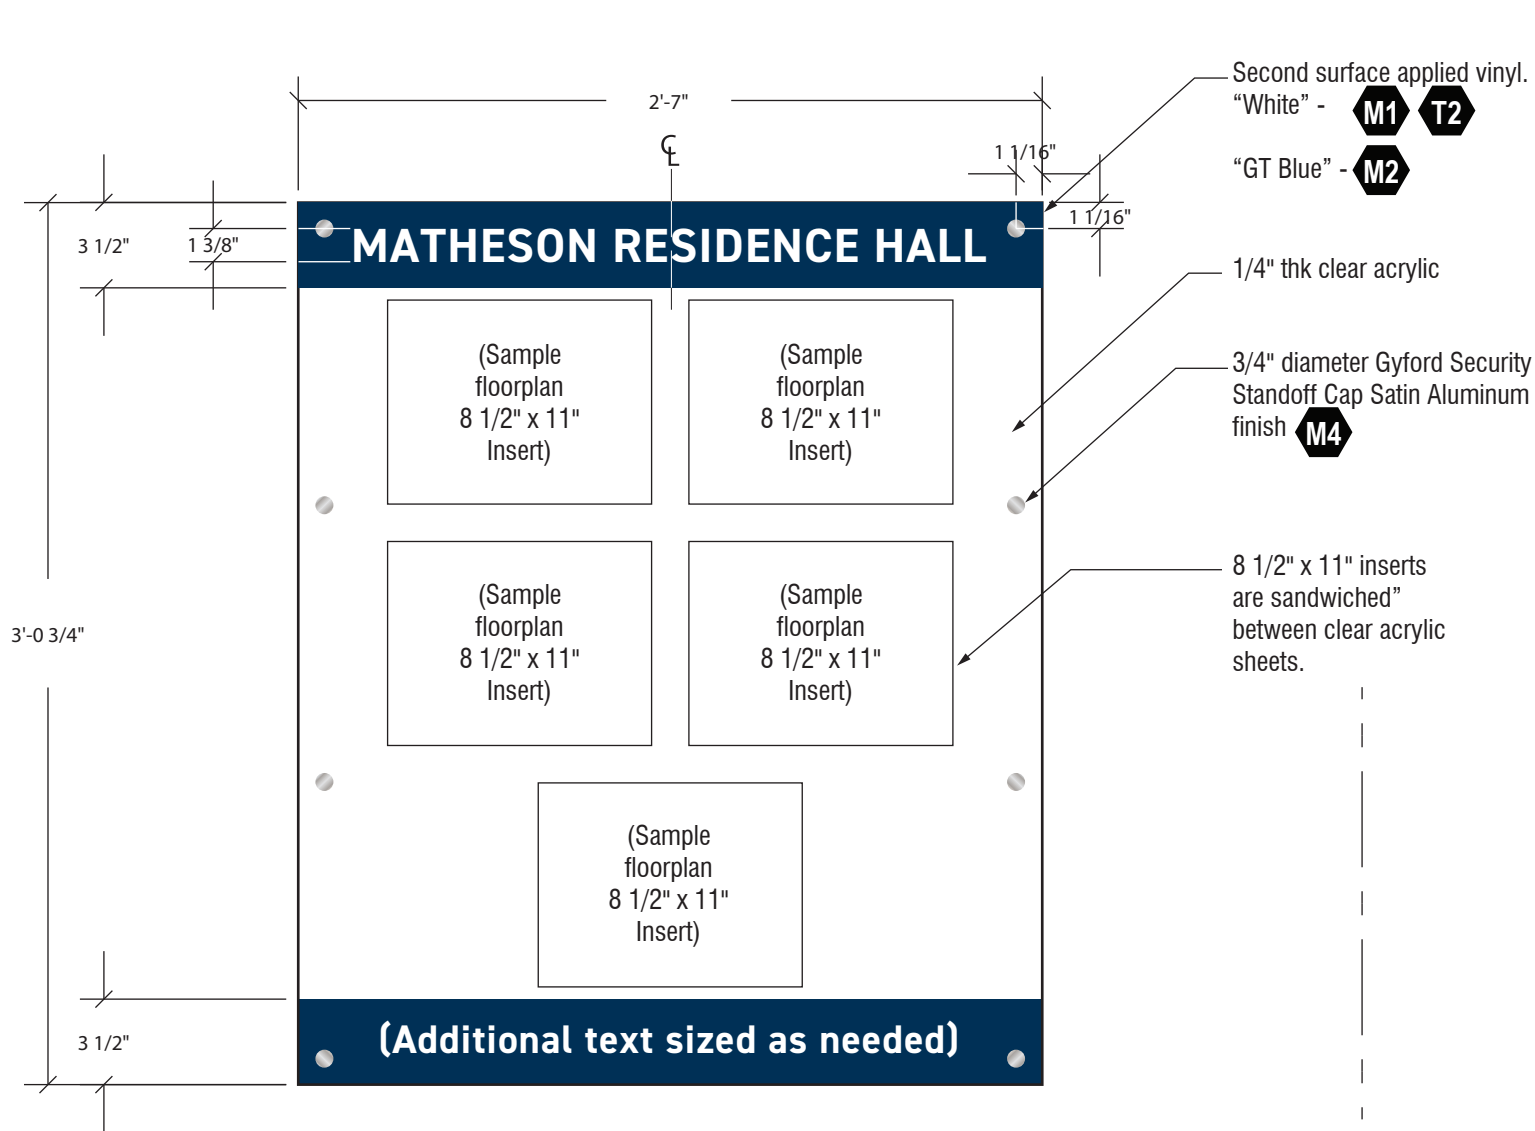 2'-7"
℄
1 1/16"
1 1/16"
3 1/2"
1 3/8"
MATHESON RESIDENCE HALL
(Sample
floorplan
8 1/2" x 11"
Insert)
(Sample
floorplan
8 1/2" x 11"
Insert)
(Sample
floorplan
8 1/2" x 11"
Insert)
(Sample
floorplan
8 1/2" x 11"
Insert)
3'-0 3/4"
(Sample
floorplan
8 1/2" x 11"
Insert)
3 1/2"
(Additional text sized as needed)
Second surface applied vinyl.
“White” - M1 T2
“GT Blue” - M2
1/4" thk clear acrylic
3/4" diameter Gyford Security
Standoff Cap Satin Aluminum
finish M4
8 1/2" x 11" inserts
are sandwiched”
between clear acrylic
sheets.